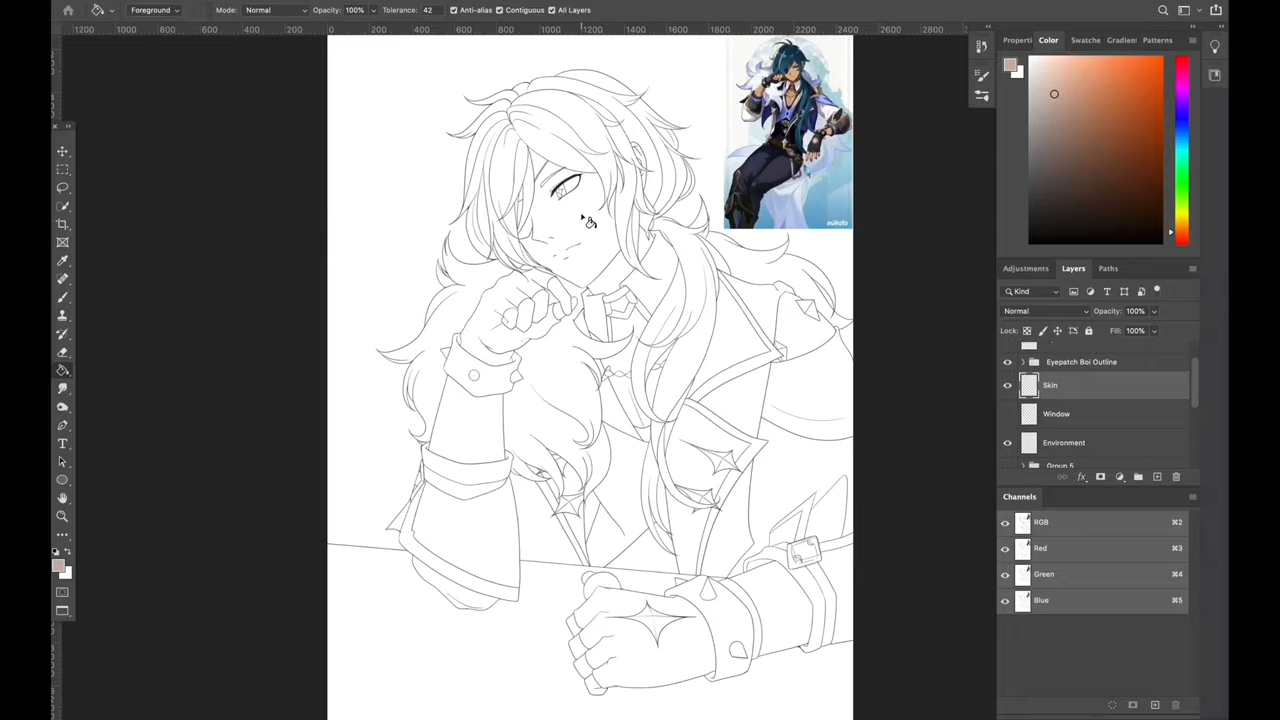 Foreground Mode: Normal Opacity: 100% Tolerance: 42 Anti-alias Contiguous All Layers
1200 1000 800 600 400 200 0 200 400 600 800 1000 1200 1400 1600 1800 2000 2200 2400 2600 2800
Properti Color Swatche Gradien Patterns
miHoYo
Adjustments Layers Paths
Kind
Normal Opacity: 100%
Lock: Fill: 100%
Eyepatch Boi Outline
Skin
Window
Environment
Group 5
fx
Channels
RGB ⌘2
Red ⌘3
Green ⌘4
Blue ⌘5